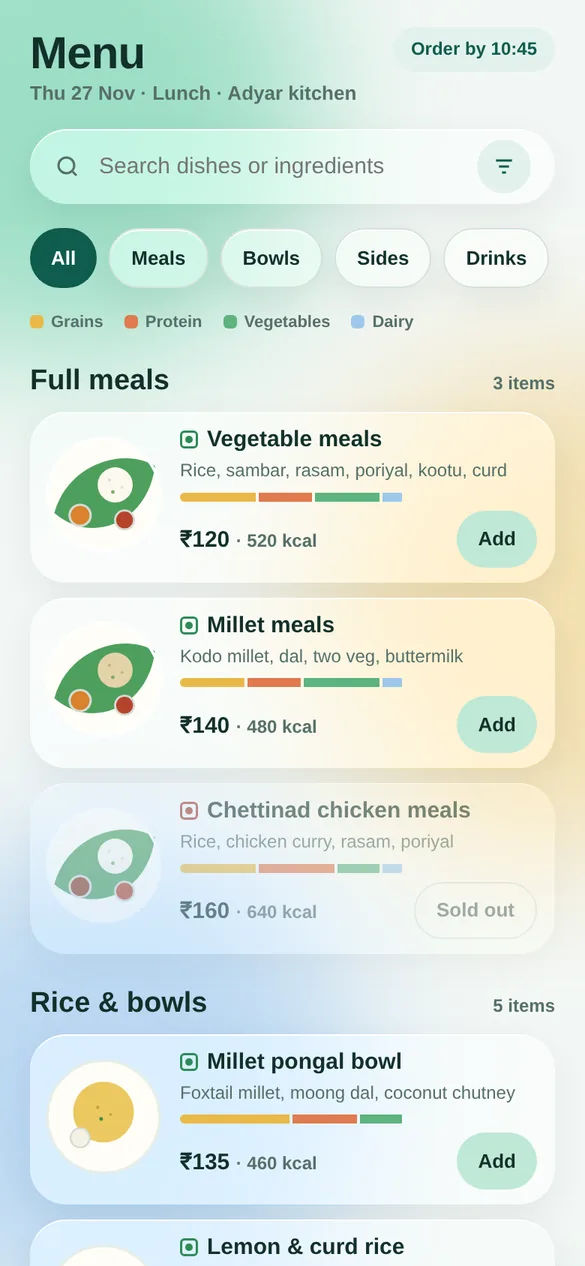 Menu
Order by 10:45
Thu 27 Nov · Lunch · Adyar kitchen
Search dishes or ingredients
All
Meals
Bowls
Sides
Drinks
Grains
Protein
Vegetables
Dairy
Full meals
3 items
Vegetable meals
Rice, sambar, rasam, poriyal, kootu, curd
₹120 · 520 kcal
Add
Millet meals
Kodo millet, dal, two veg, buttermilk
₹140 · 480 kcal
Add
Chettinad chicken meals
Rice, chicken curry, rasam, poriyal
₹160 · 640 kcal
Sold out
Rice & bowls
5 items
Millet pongal bowl
Foxtail millet, moong dal, coconut chutney
₹135 · 460 kcal
Add
Lemon & curd rice